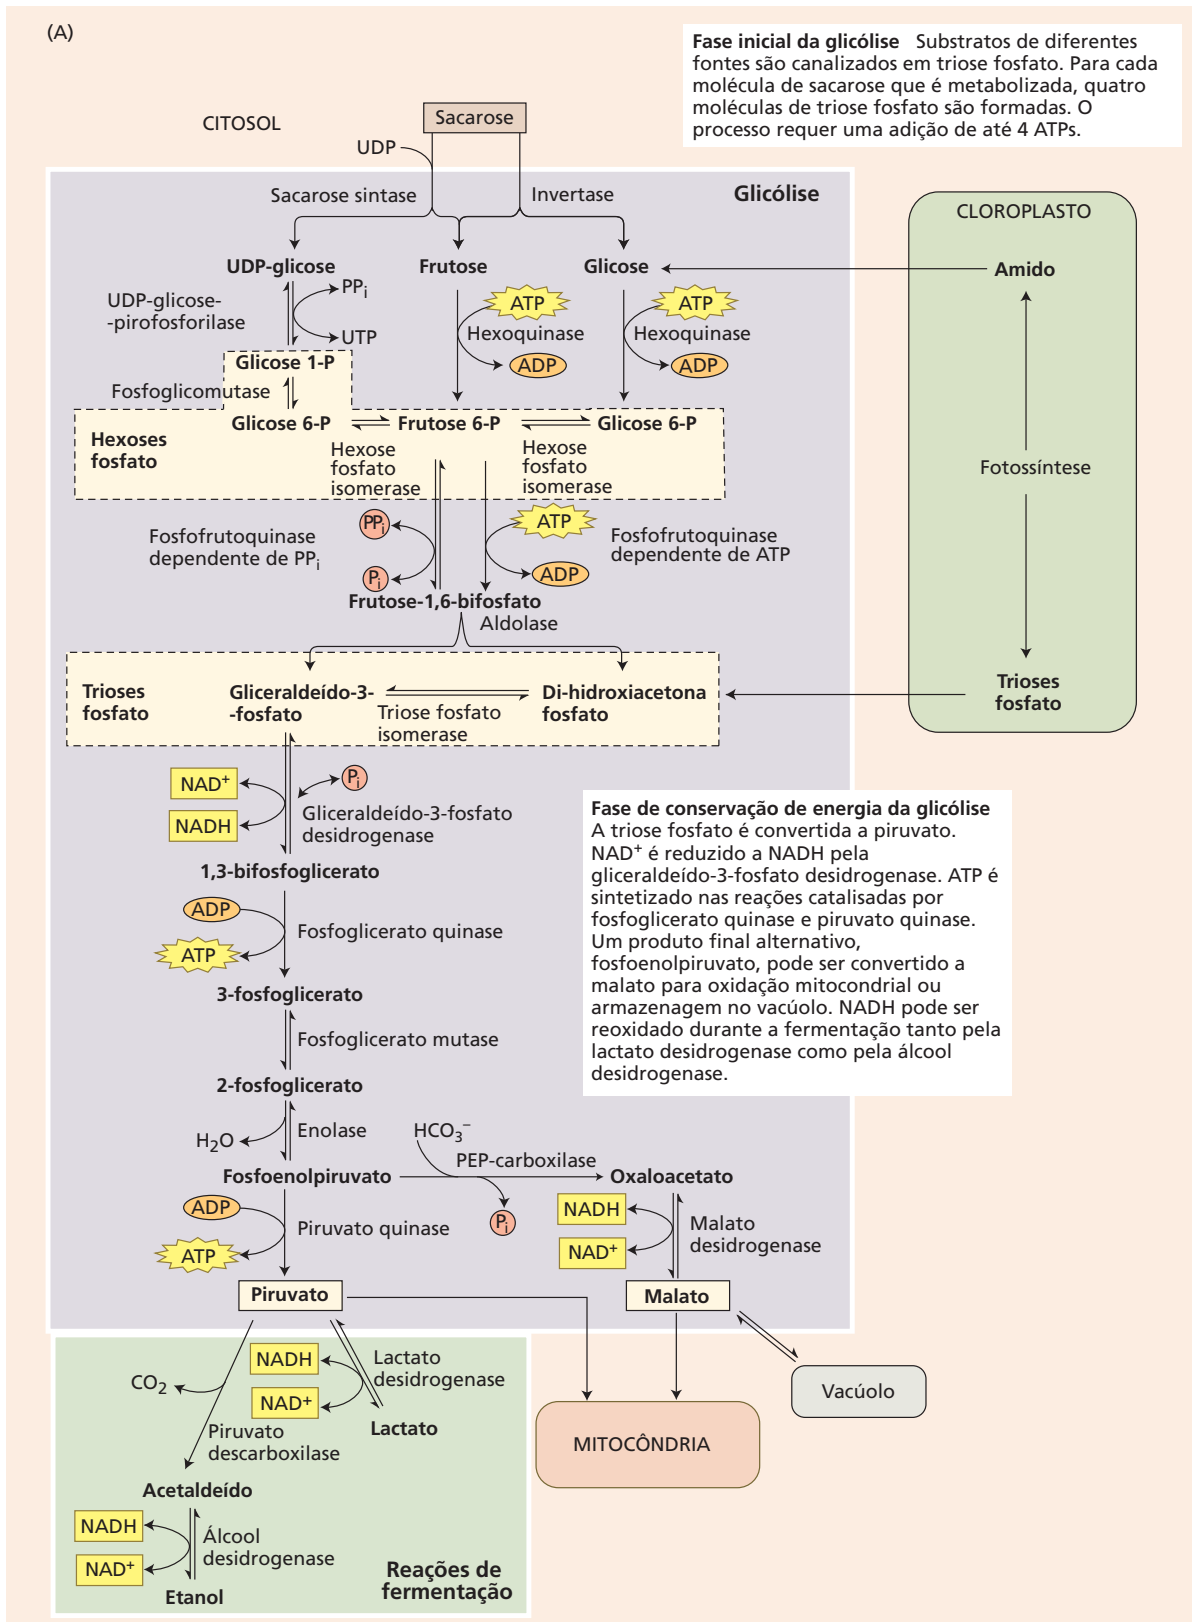 (A)
Fase inicial da glicólise Substratos de diferentes
fontes são canalizados em triose fosfato. Para cada
molécula de sacarose que é metabolizada, quatro
moléculas de triose fosfato são formadas. O
processo requer uma adição de até 4 ATPs.
CITOSOL
Sacarose
UDP
Sacarose sintase
Invertase
Glicólise
CLOROPLASTO
UDP-glicose
Frutose
Glicose
Amido
UDP-glicose-
-pirofosforilase
PPi
UTP
ATP
Hexoquinase
ADP
ATP
Hexoquinase
ADP
Glicose 1-P
Fosfoglicomutase
Hexoses
fosfato
Glicose 6-P
Frutose 6-P
Glicose 6-P
Hexose
fosfato
isomerase
Hexose
fosfato
isomerase
Fotossíntese
Fosfofrutoquinase
dependente de PPi
PPi
Pi
ATP
ADP
Fosfofrutoquinase
dependente de ATP
Frutose-1,6-bifosfato
Aldolase
Trioses
fosfato
Gliceraldeído-3-
-fosfato
Triose fosfato
isomerase
Di-hidroxiacetona
fosfato
Trioses
fosfato
NAD+
NADH
Pi
Gliceraldeído-3-fosfato
desidrogenase
Fase de conservação de energia da glicólise
A triose fosfato é convertida a piruvato.
NAD+ é reduzido a NADH pela
gliceraldeído-3-fosfato desidrogenase. ATP é
sintetizado nas reações catalisadas por
fosfoglicerato quinase e piruvato quinase.
Um produto final alternativo,
fosfoenolpiruvato, pode ser convertido a
malato para oxidação mitocondrial ou
armazenagem no vacúolo. NADH pode ser
reoxidado durante a fermentação tanto pela
lactato desidrogenase como pela álcool
desidrogenase.
1,3-bifosfoglicerato
ADP
ATP
Fosfoglicerato quinase
3-fosfoglicerato
Fosfoglicerato mutase
2-fosfoglicerato
H2O
Enolase
HCO3−
PEP-carboxilase
Fosfoenolpiruvato
Oxaloacetato
ADP
ATP
Piruvato quinase
Pi
NADH
NAD+
Malato
desidrogenase
Piruvato
Malato
CO2
NADH
NAD+
Lactato
desidrogenase
Lactato
Vacúolo
MITOCÔNDRIA
Piruvato
descarboxilase
Acetaldeído
NADH
NAD+
Álcool
desidrogenase
Etanol
Reações de
fermentação